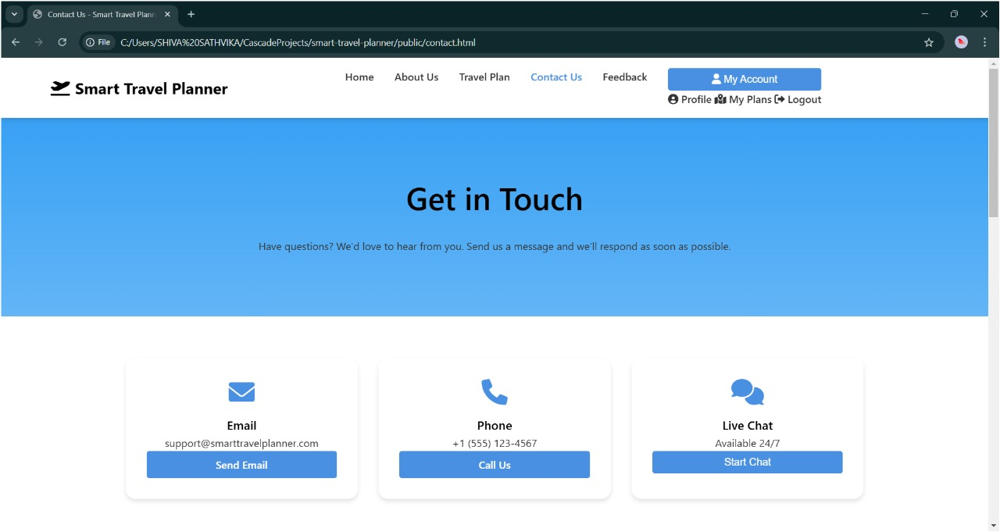 Contact Us - Smart Travel Plann
File C:/Users/SHIVA%20SATHVIKA/CascadeProjects/smart-travel-planner/public/contact.html
Smart Travel Planner
Home About Us Travel Plan Contact Us Feedback My Account
Profile My Plans Logout
Get in Touch
Have questions? We'd love to hear from you. Send us a message and we'll respond as soon as possible.
Email
support@smarttravelplanner.com
Send Email
Phone
+1 (555) 123-4567
Call Us
Live Chat
Available 24/7
Start Chat